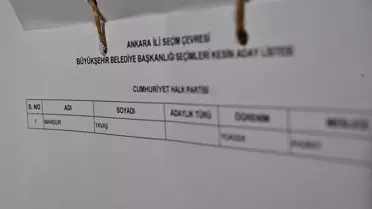 ANKARA İLİ SEÇİM ÇEVRESİ
BÜYÜKŞEHİR BELEDİYE BAŞKANLIĞI SEÇİMLERİ KESİN ADAY LİSTESİ
CUMHURİYET HALK PARTİSİ
S. NO ADI SOYADI ADAYLIK TÜRÜ ÖĞRENİM
1 MANSUR YAVAŞ